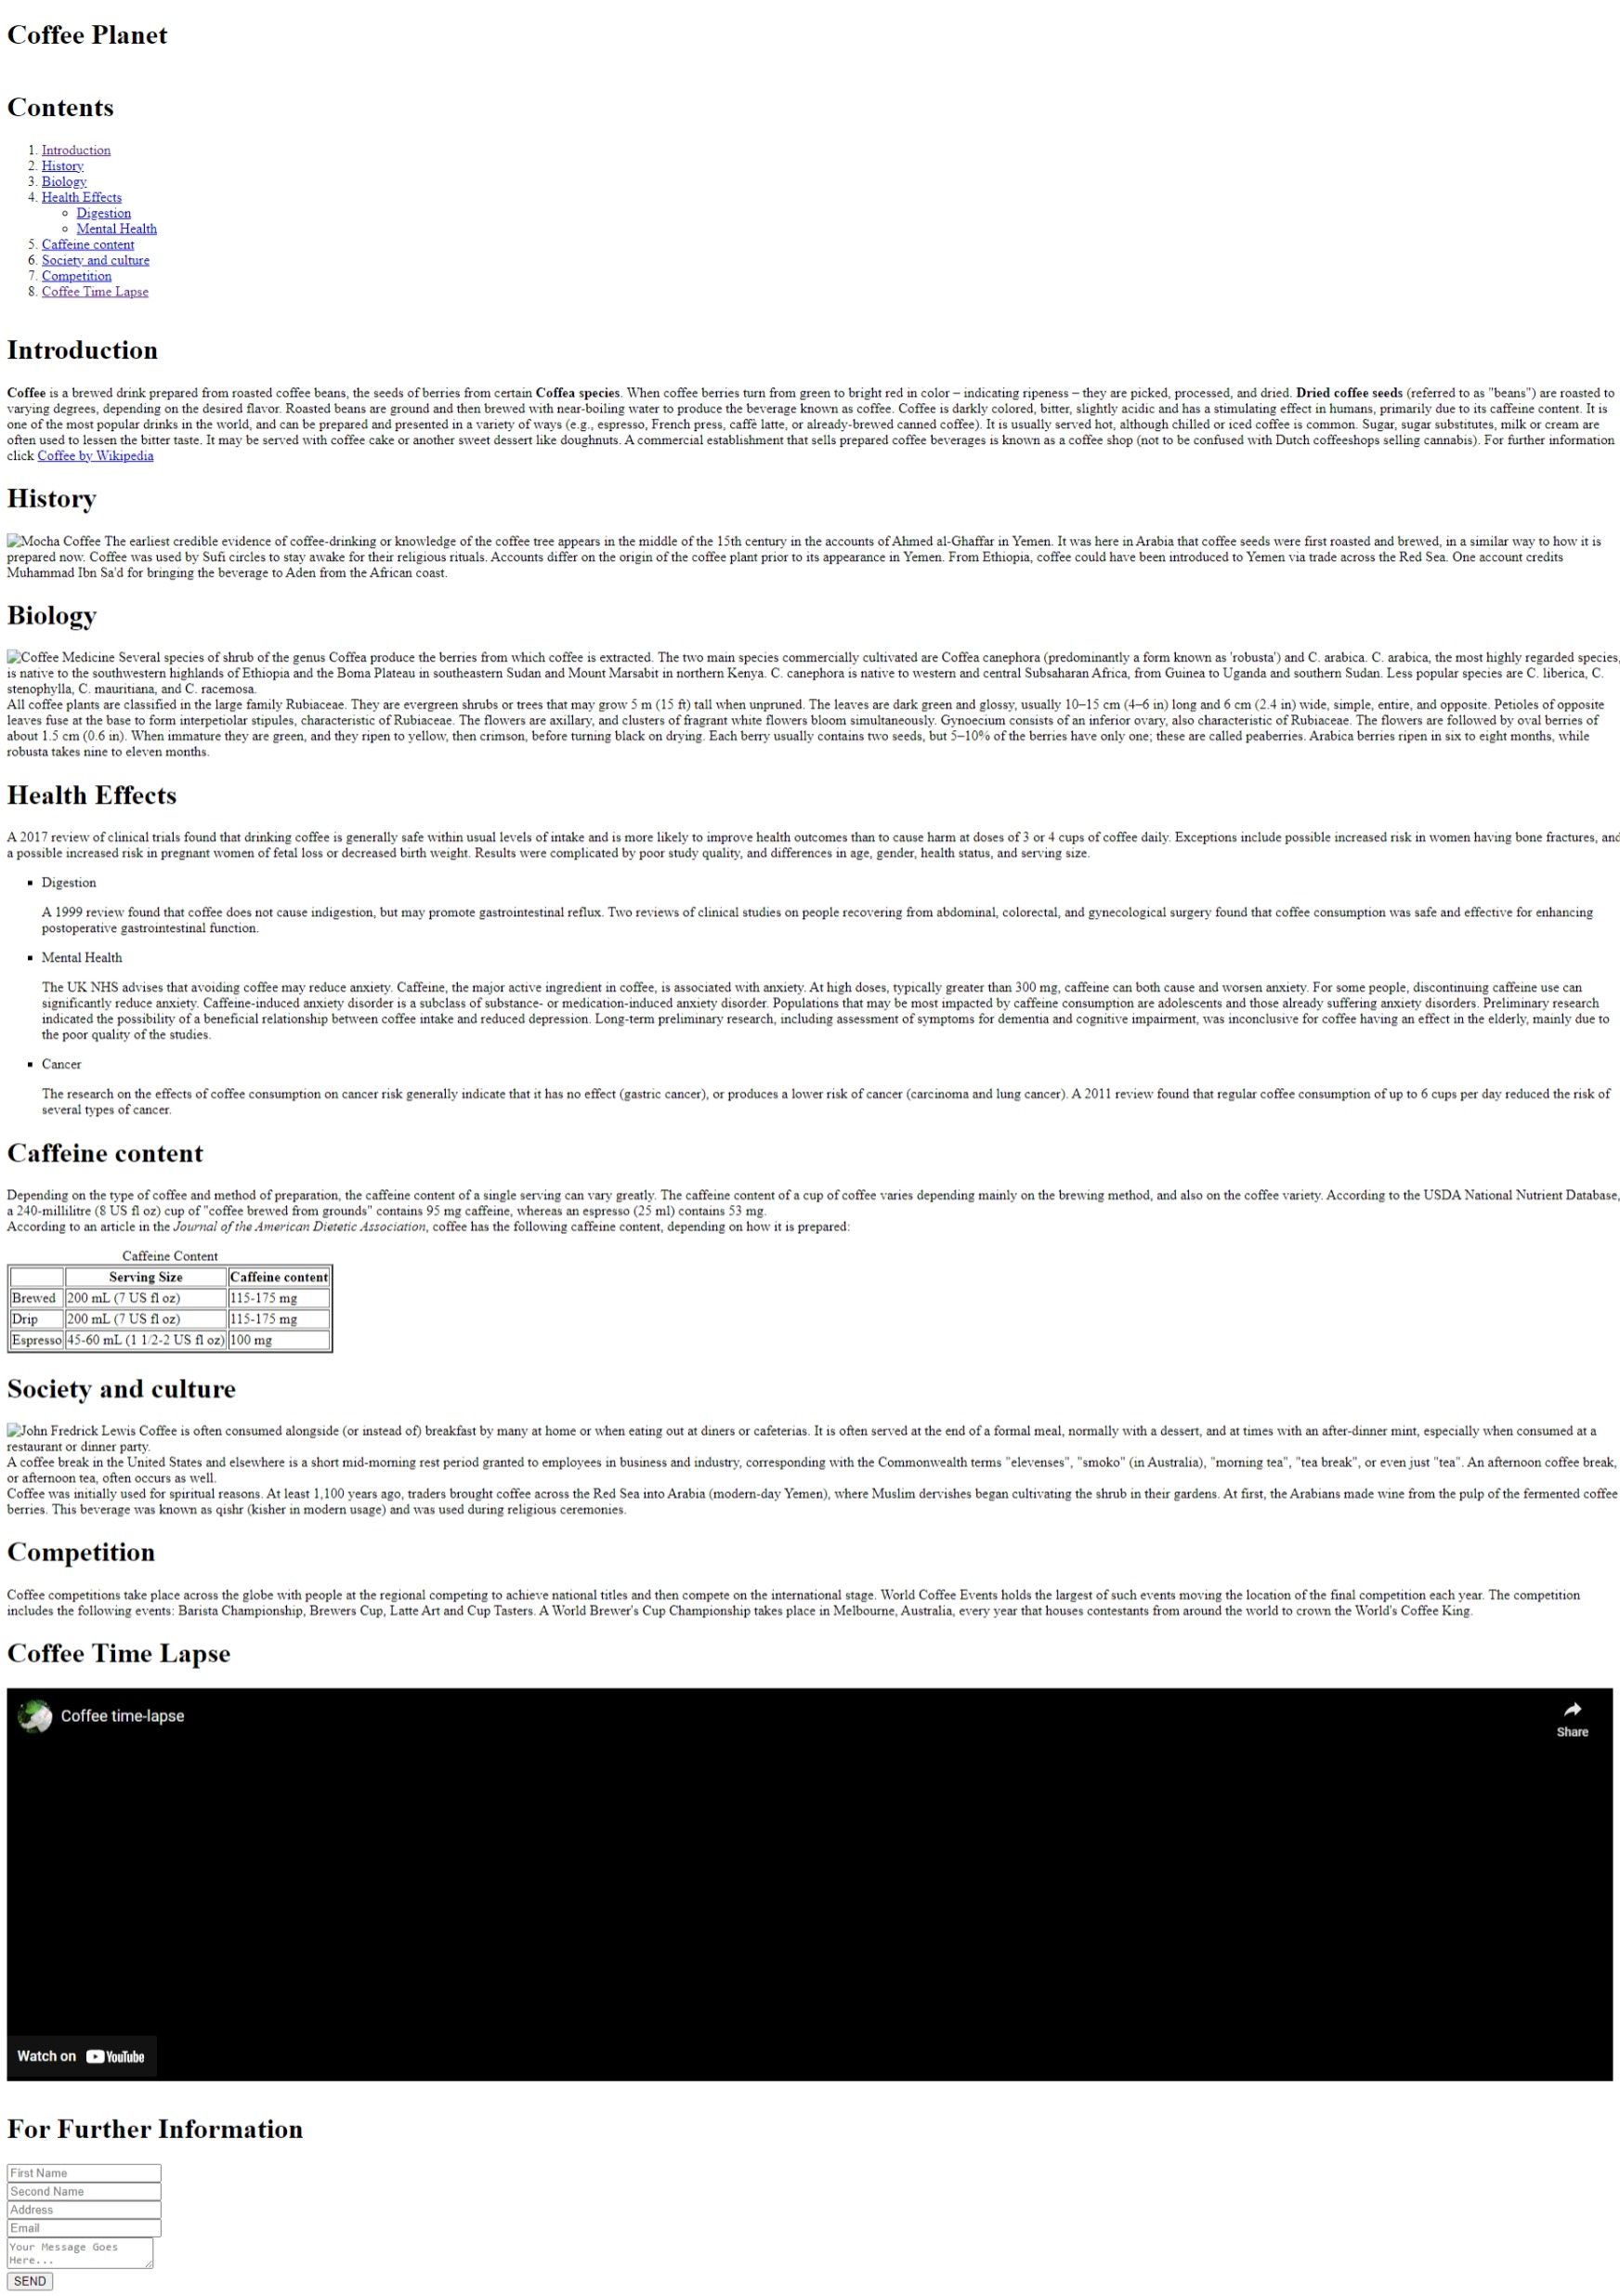 Coffee Planet
Contents
1. Introduction
2. History
3. Biology
4. Health Effects
Digestion
Mental Health
5. Caffeine content
6. Society and culture
7. Competition
8. Coffee Time Lapse
Introduction
Coffee is a brewed drink prepared from roasted coffee beans, the seeds of berries from certain Coffea species. When coffee berries turn from green to bright red in color – indicating ripeness – they are picked, processed, and dried. Dried coffee seeds (referred to as "beans") are roasted to
varying degrees, depending on the desired flavor. Roasted beans are ground and then brewed with near-boiling water to produce the beverage known as coffee. Coffee is darkly colored, bitter, slightly acidic and has a stimulating effect in humans, primarily due to its caffeine content. It is
one of the most popular drinks in the world, and can be prepared and presented in a variety of ways (e.g., espresso, French press, caffè latte, or already-brewed canned coffee). It is usually served hot, although chilled or iced coffee is common. Sugar, sugar substitutes, milk or cream are
often used to lessen the bitter taste. It may be served with coffee cake or another sweet dessert like doughnuts. A commercial establishment that sells prepared coffee beverages is known as a coffee shop (not to be confused with Dutch coffeeshops selling cannabis). For further information
click Coffee by Wikipedia
History
Mocha Coffee The earliest credible evidence of coffee-drinking or knowledge of the coffee tree appears in the middle of the 15th century in the accounts of Ahmed al-Ghaffar in Yemen. It was here in Arabia that coffee seeds were first roasted and brewed, in a similar way to how it is
prepared now. Coffee was used by Sufi circles to stay awake for their religious rituals. Accounts differ on the origin of the coffee plant prior to its appearance in Yemen. From Ethiopia, coffee could have been introduced to Yemen via trade across the Red Sea. One account credits
Muhammad Ibn Sa'd for bringing the beverage to Aden from the African coast.
Biology
Coffee Medicine Several species of shrub of the genus Coffea produce the berries from which coffee is extracted. The two main species commercially cultivated are Coffea canephora (predominantly a form known as 'robusta') and C. arabica. C. arabica, the most highly regarded species,
is native to the southwestern highlands of Ethiopia and the Boma Plateau in southeastern Sudan and Mount Marsabit in northern Kenya. C. canephora is native to western and central Subsaharan Africa, from Guinea to Uganda and southern Sudan. Less popular species are C. liberica, C.
stenophylla, C. mauritiana, and C. racemosa.
All coffee plants are classified in the large family Rubiaceae. They are evergreen shrubs or trees that may grow 5 m (15 ft) tall when unpruned. The leaves are dark green and glossy, usually 10–15 cm (4–6 in) long and 6 cm (2.4 in) wide, simple, entire, and opposite. Petioles of opposite
leaves fuse at the base to form interpetiolar stipules, characteristic of Rubiaceae. The flowers are axillary, and clusters of fragrant white flowers bloom simultaneously. Gynoecium consists of an inferior ovary, also characteristic of Rubiaceae. The flowers are followed by oval berries of
about 1.5 cm (0.6 in). When immature they are green, and they ripen to yellow, then crimson, before turning black on drying. Each berry usually contains two seeds, but 5–10% of the berries have only one; these are called peaberries. Arabica berries ripen in six to eight months, while
robusta takes nine to eleven months.
Health Effects
A 2017 review of clinical trials found that drinking coffee is generally safe within usual levels of intake and is more likely to improve health outcomes than to cause harm at doses of 3 or 4 cups of coffee daily. Exceptions include possible increased risk in women having bone fractures, and
a possible increased risk in pregnant women of fetal loss or decreased birth weight. Results were complicated by poor study quality, and differences in age, gender, health status, and serving size.
Digestion
A 1999 review found that coffee does not cause indigestion, but may promote gastrointestinal reflux. Two reviews of clinical studies on people recovering from abdominal, colorectal, and gynecological surgery found that coffee consumption was safe and effective for enhancing
postoperative gastrointestinal function.
Mental Health
The UK NHS advises that avoiding coffee may reduce anxiety. Caffeine, the major active ingredient in coffee, is associated with anxiety. At high doses, typically greater than 300 mg, caffeine can both cause and worsen anxiety. For some people, discontinuing caffeine use can
significantly reduce anxiety. Caffeine-induced anxiety disorder is a subclass of substance- or medication-induced anxiety disorder. Populations that may be most impacted by caffeine consumption are adolescents and those already suffering anxiety disorders. Preliminary research
indicated the possibility of a beneficial relationship between coffee intake and reduced depression. Long-term preliminary research, including assessment of symptoms for dementia and cognitive impairment, was inconclusive for coffee having an effect in the elderly, mainly due to
the poor quality of the studies.
Cancer
The research on the effects of coffee consumption on cancer risk generally indicate that it has no effect (gastric cancer), or produces a lower risk of cancer (carcinoma and lung cancer). A 2011 review found that regular coffee consumption of up to 6 cups per day reduced the risk of
several types of cancer.
Caffeine content
Depending on the type of coffee and method of preparation, the caffeine content of a single serving can vary greatly. The caffeine content of a cup of coffee varies depending mainly on the brewing method, and also on the coffee variety. According to the USDA National Nutrient Database,
a 240-millilitre (8 US fl oz) cup of "coffee brewed from grounds" contains 95 mg caffeine, whereas an espresso (25 ml) contains 53 mg.
According to an article in the Journal of the American Dietetic Association, coffee has the following caffeine content, depending on how it is prepared:
Caffeine Content
Serving Size Caffeine content
Brewed 200 mL (7 US fl oz) 115-175 mg
Drip 200 mL (7 US fl oz) 115-175 mg
Espresso 45-60 mL (1 1/2-2 US fl oz) 100 mg
Society and culture
John Fredrick Lewis Coffee is often consumed alongside (or instead of) breakfast by many at home or when eating out at diners or cafeterias. It is often served at the end of a formal meal, normally with a dessert, and at times with an after-dinner mint, especially when consumed at a
restaurant or dinner party.
A coffee break in the United States and elsewhere is a short mid-morning rest period granted to employees in business and industry, corresponding with the Commonwealth terms "elevenses", "smoko" (in Australia), "morning tea", "tea break", or even just "tea". An afternoon coffee break,
or afternoon tea, often occurs as well.
Coffee was initially used for spiritual reasons. At least 1,100 years ago, traders brought coffee across the Red Sea into Arabia (modern-day Yemen), where Muslim dervishes began cultivating the shrub in their gardens. At first, the Arabians made wine from the pulp of the fermented coffee
berries. This beverage was known as qishr (kisher in modern usage) and was used during religious ceremonies.
Competition
Coffee competitions take place across the globe with people at the regional competing to achieve national titles and then compete on the international stage. World Coffee Events holds the largest of such events moving the location of the final competition each year. The competition
includes the following events: Barista Championship, Brewers Cup, Latte Art and Cup Tasters. A World Brewer's Cup Championship takes place in Melbourne, Australia, every year that houses contestants from around the world to crown the World's Coffee King.
Coffee Time Lapse
Coffee time-lapse
Share
Watch on YouTube
For Further Information
First Name
Second Name
Address
Email
Your Message Goes
Here...
SEND